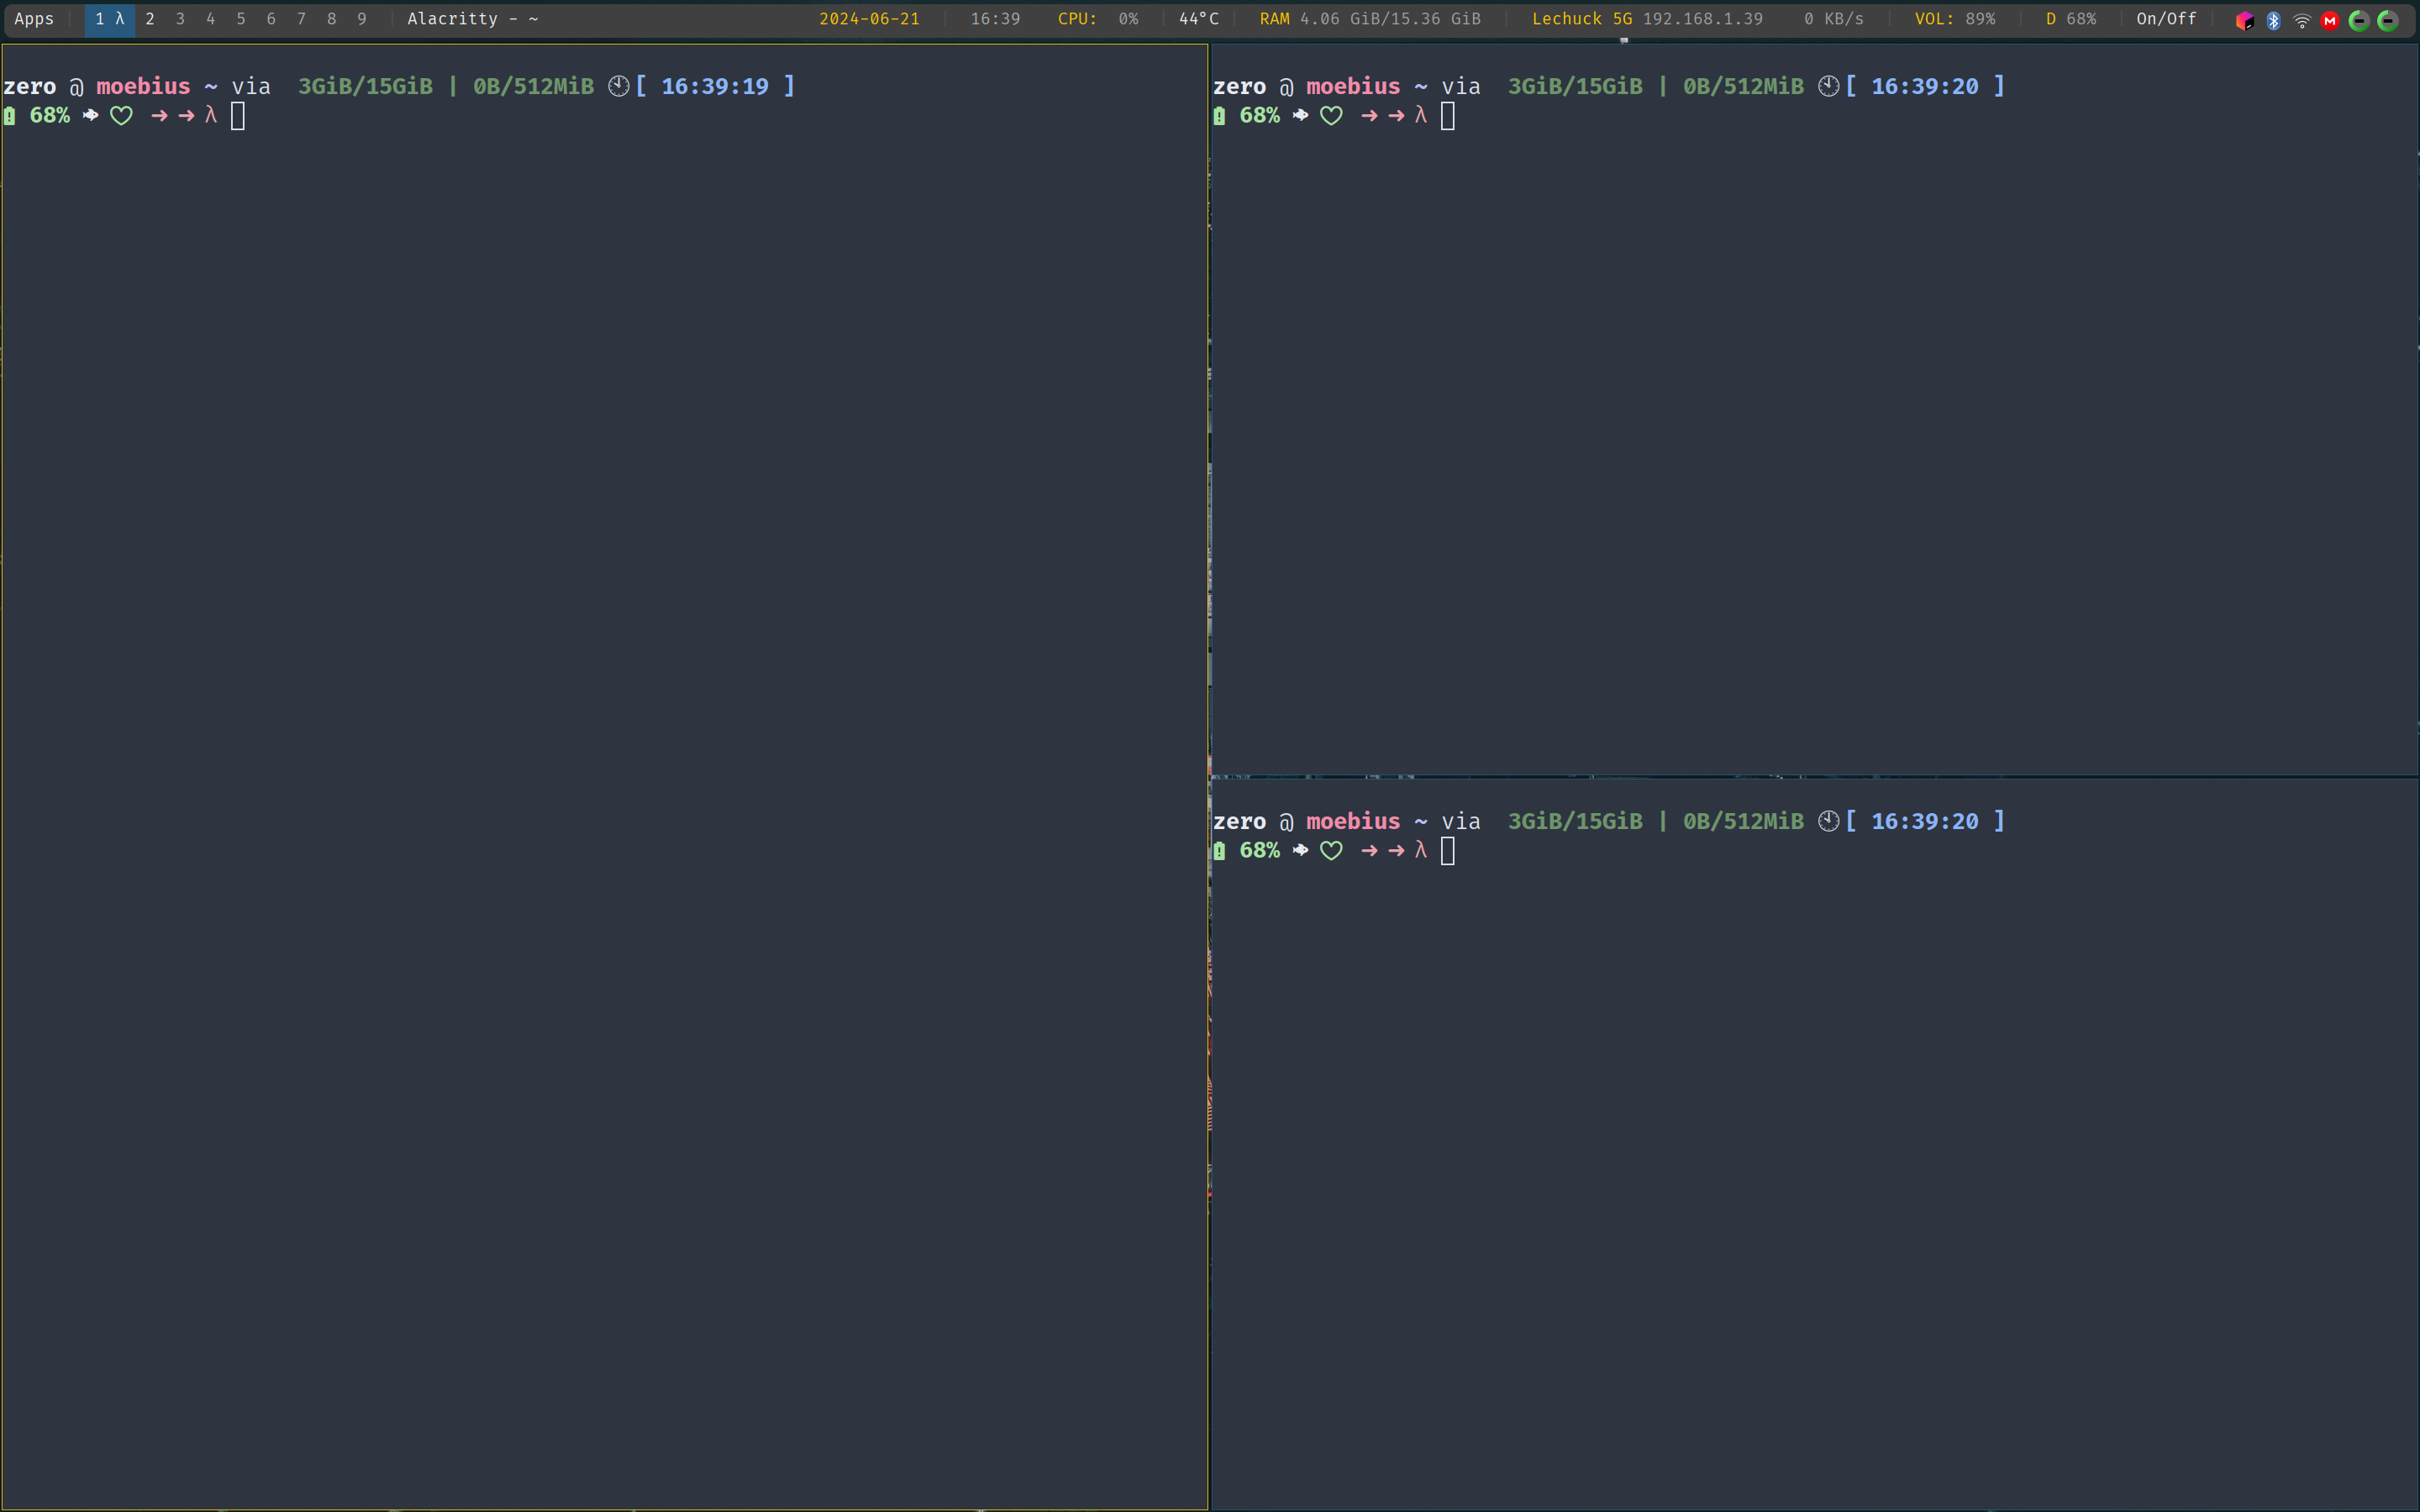 Apps 1 λ 2 3 4 5 6 7 8 9 Alacritty - ~ 2024-06-21 16:39 CPU: 0% 44°C RAM 4.06 GiB/15.36 GiB Lechuck 5G 192.168.1.39 0 KB/s VOL: 89% D 68% On/Off
zero @ moebius ~ via 3GiB/15GiB | 0B/512MiB 🕙[ 16:39:19 ]
68% ♡ ➜ ➜ λ
zero @ moebius ~ via 3GiB/15GiB | 0B/512MiB 🕙[ 16:39:20 ]
68% ♡ ➜ ➜ λ
zero @ moebius ~ via 3GiB/15GiB | 0B/512MiB 🕙[ 16:39:20 ]
68% ♡ ➜ ➜ λ